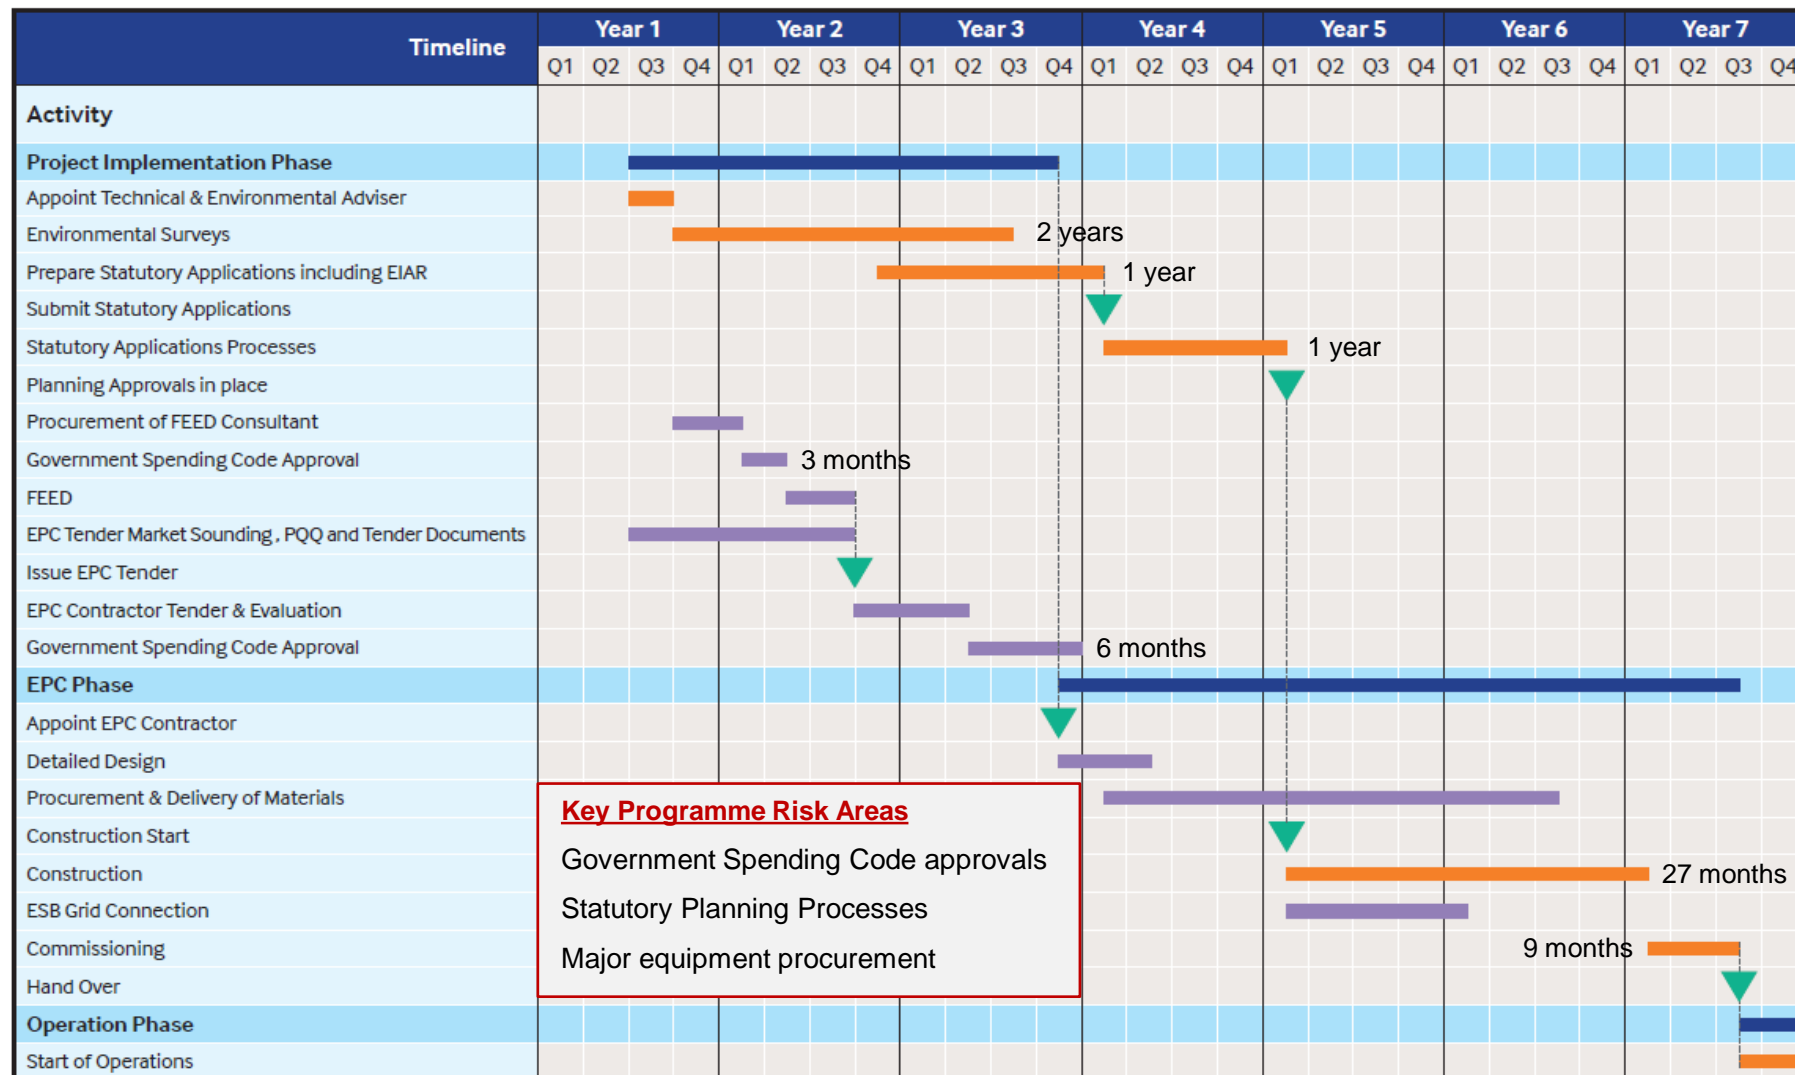 Timeline
Year 1 Year 2 Year 3 Year 4 Year 5 Year 6 Year 7
Q1 Q2 Q3 Q4 Q1 Q2 Q3 Q4 Q1 Q2 Q3 Q4 Q1 Q2 Q3 Q4 Q1 Q2 Q3 Q4 Q1 Q2 Q3 Q4 Q1 Q2 Q3 Q4
Activity
Project Implementation Phase
Appoint Technical & Environmental Adviser
Environmental Surveys 2 years
Prepare Statutory Applications including EIAR 1 year
Submit Statutory Applications
Statutory Applications Processes 1 year
Planning Approvals in place
Procurement of FEED Consultant
Government Spending Code Approval 3 months
FEED
EPC Tender Market Sounding, PQQ and Tender Documents
Issue EPC Tender
EPC Contractor Tender & Evaluation
Government Spending Code Approval 6 months
EPC Phase
Appoint EPC Contractor
Detailed Design
Procurement & Delivery of Materials
Construction Start
Construction 27 months
ESB Grid Connection
Commissioning 9 months
Hand Over
Operation Phase
Start of Operations
Key Programme Risk Areas
Government Spending Code approvals
Statutory Planning Processes
Major equipment procurement